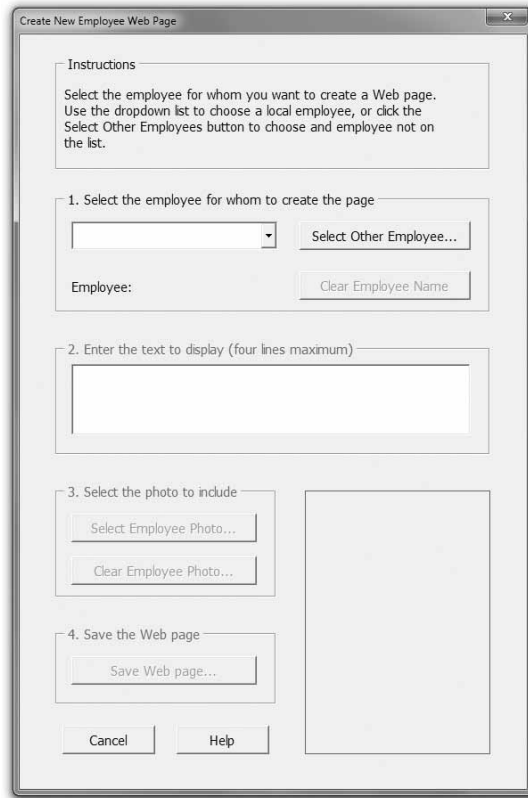 Create New Employee Web Page
x
Instructions
Select the employee for whom you want to create a Web page.
Use the dropdown list to choose a local employee, or click the
Select Other Employees button to choose and employee not on
the list.
1. Select the employee for whom to create the page
Select Other Employee...
Employee:
Clear Employee Name
2. Enter the text to display (four lines maximum)
3. Select the photo to include
Select Employee Photo...
Clear Employee Photo...
4. Save the Web page
Save Web page...
Cancel
Help